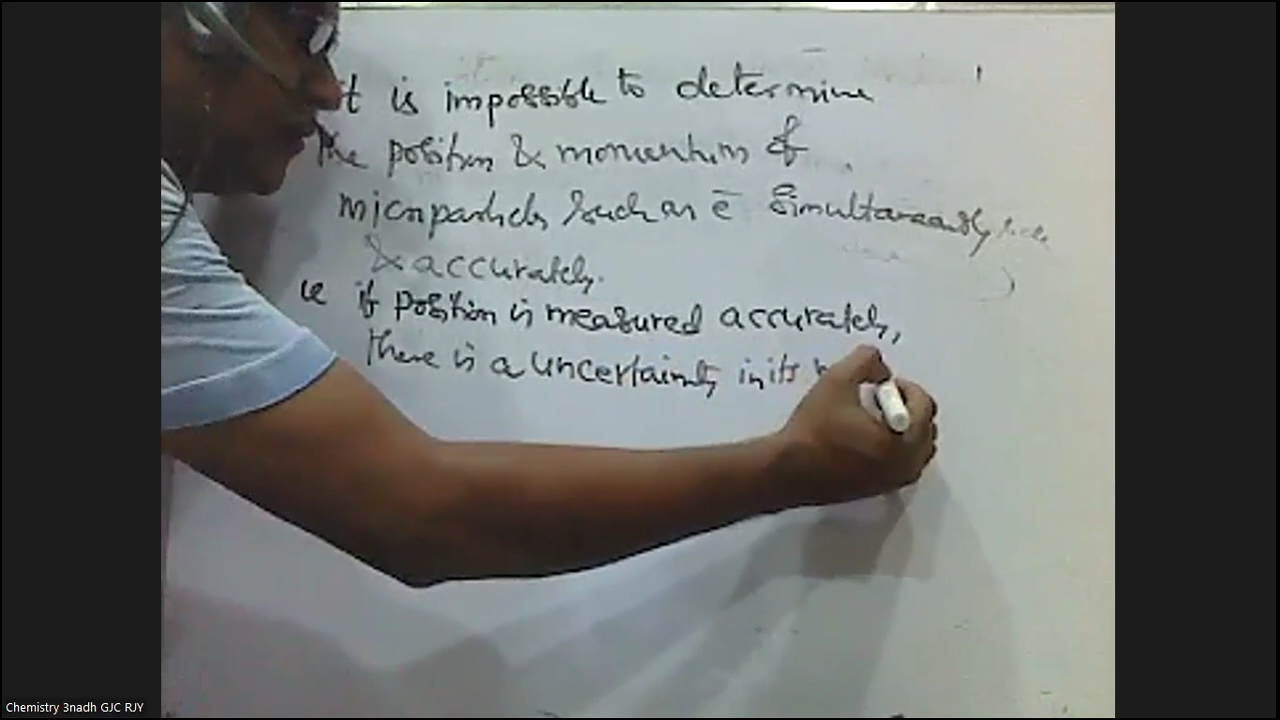 it is impossible to determine
the position & momentum of
microparticles such as e⁻ simultaneously
& accurately.
ie if position is measured accurately,
there is a uncertainty in its
Chemistry 3nadh GJC RJY